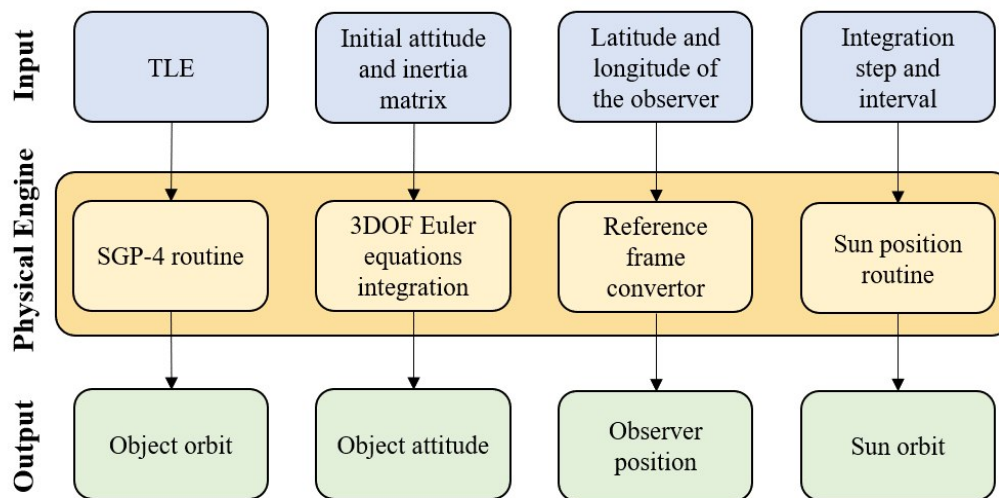 Input
TLE
Initial attitude
and inertia
matrix
Latitude and
longitude of
the observer
Integration
step and
interval
Physical Engine
SGP-4 routine
3DOF Euler
equations
integration
Reference
frame
convertor
Sun position
routine
Output
Object orbit
Object attitude
Observer
position
Sun orbit